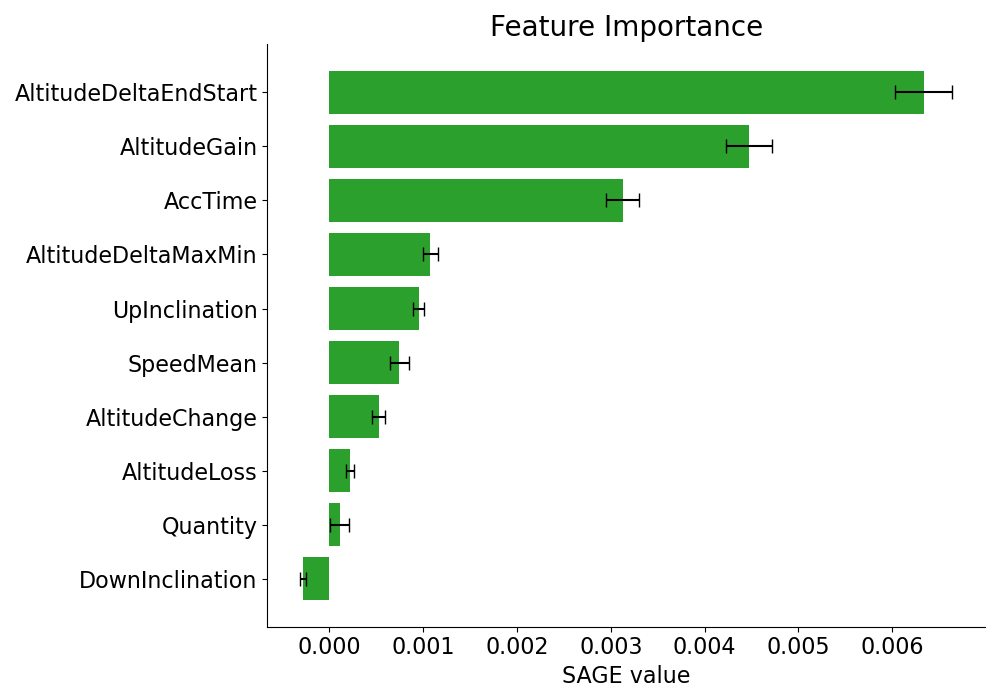 Feature Importance
AltitudeDeltaEndStart
AltitudeGain
AccTime
AltitudeDeltaMaxMin
UpInclination
SpeedMean
AltitudeChange
AltitudeLoss
Quantity
DownInclination
0.000 0.001 0.002 0.003 0.004 0.005 0.006
SAGE value